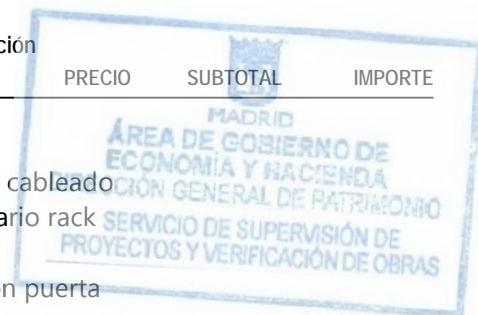 ción
PRECIO SUBTOTAL IMPORTE
MADRID
ÁREA DE GOBIERNO DE
ECONOMÍA Y HACIENDA
cableado
DIRECCIÓN GENERAL DE PATRIMONIO
ario rack
SERVICIO DE SUPERVISIÓN DE
PROYECTOS Y VERIFICACIÓN DE OBRAS
n puerta